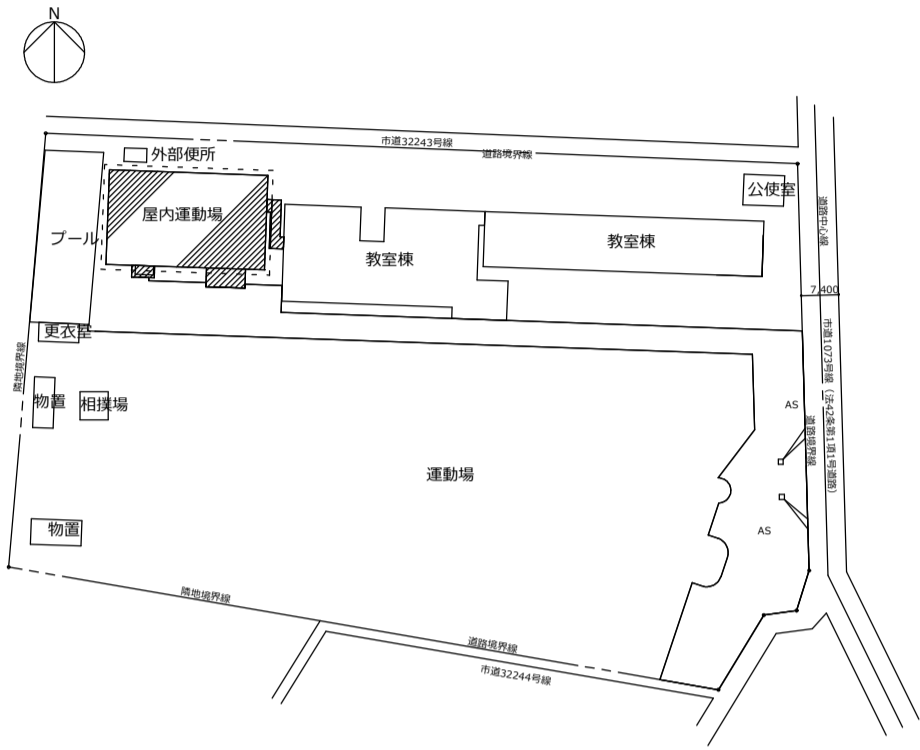 N
市道32243号線
道路境界線
外部便所
公使室
屋内運動場
道路中心線
プール
教室棟
教室棟
7,400
更衣室
隣地境界線
市道1073号線（法42条第1項1号道路）
物置
相撲場
AS
道路境界線
運動場
物置
AS
隣地境界線
道路境界線
市道32244号線